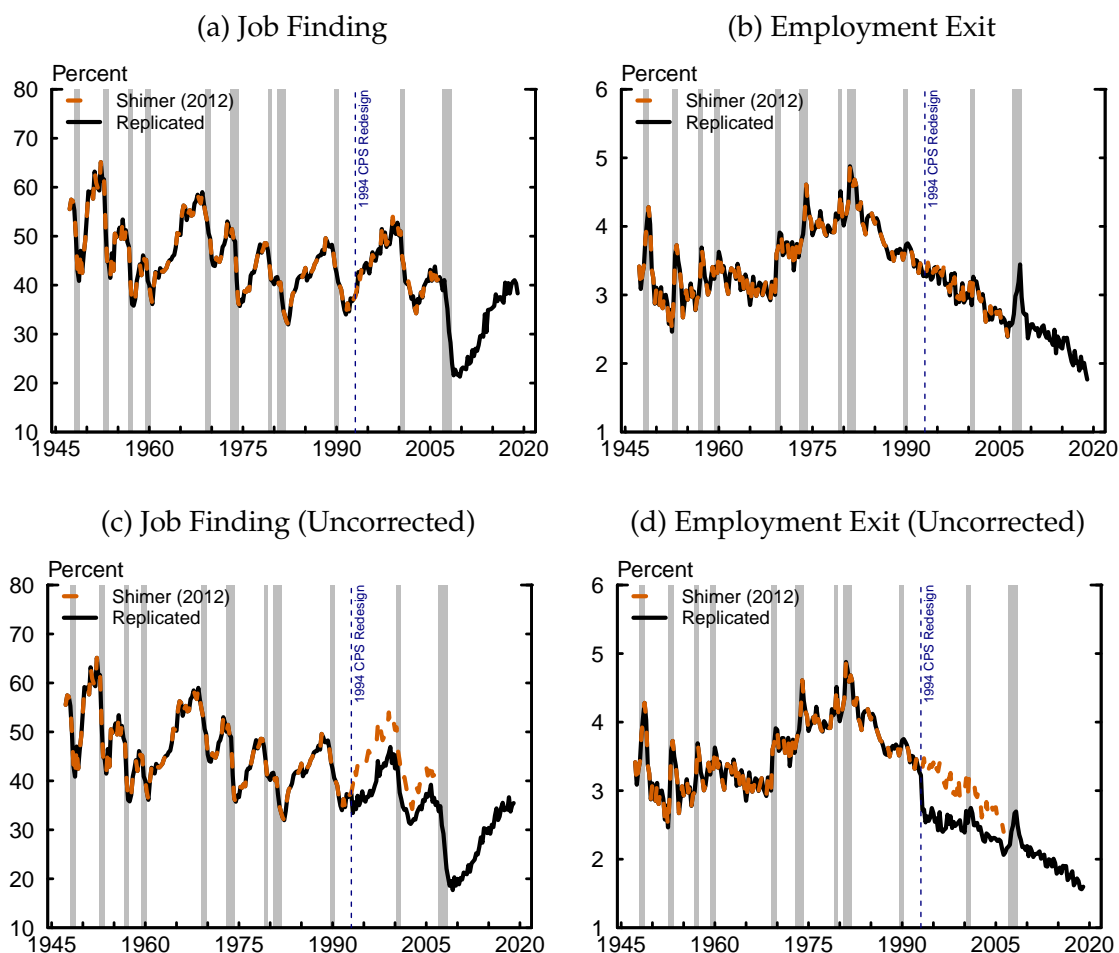 (a) Job Finding
Percent
80
70
60
50
40
30
20
10
1945 1960 1975 1990 2005 2020
Shimer (2012)
Replicated
1994 CPS Redesign
(b) Employment Exit
Percent
6
5
4
3
2
1
1945 1960 1975 1990 2005 2020
Shimer (2012)
Replicated
1994 CPS Redesign
(c) Job Finding (Uncorrected)
Percent
80
70
60
50
40
30
20
10
1945 1960 1975 1990 2005 2020
Shimer (2012)
Replicated
1994 CPS Redesign
(d) Employment Exit (Uncorrected)
Percent
6
5
4
3
2
1
1945 1960 1975 1990 2005 2020
Shimer (2012)
Replicated
1994 CPS Redesign